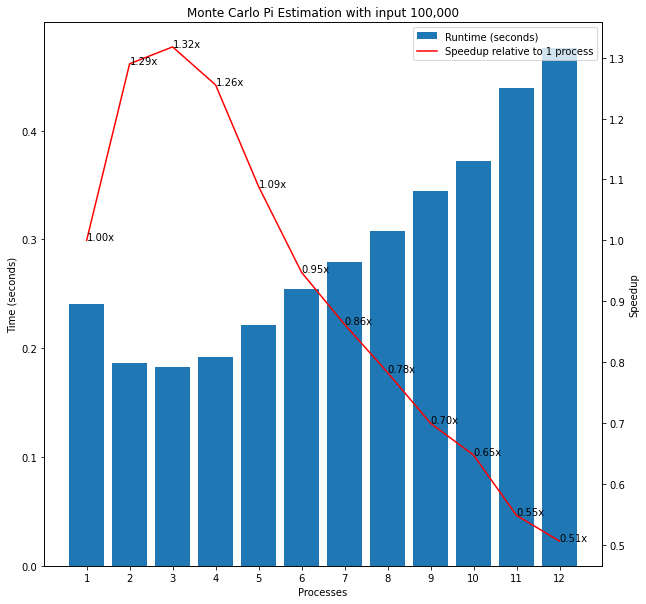 Monte Carlo Pi Estimation with input 100,000
Runtime (seconds)
Speedup relative to 1 process
Time (seconds)
0.4
0.3
0.2
0.1
0.0
1.00x
1.29x
1.32x
1.26x
1.09x
0.95x
0.86x
0.78x
0.70x
0.65x
0.55x
0.51x
1.3
1.2
1.1
1.0
0.9
0.8
0.7
0.6
0.5
Speedup
1 2 3 4 5 6 7 8 9 10 11 12
Processes